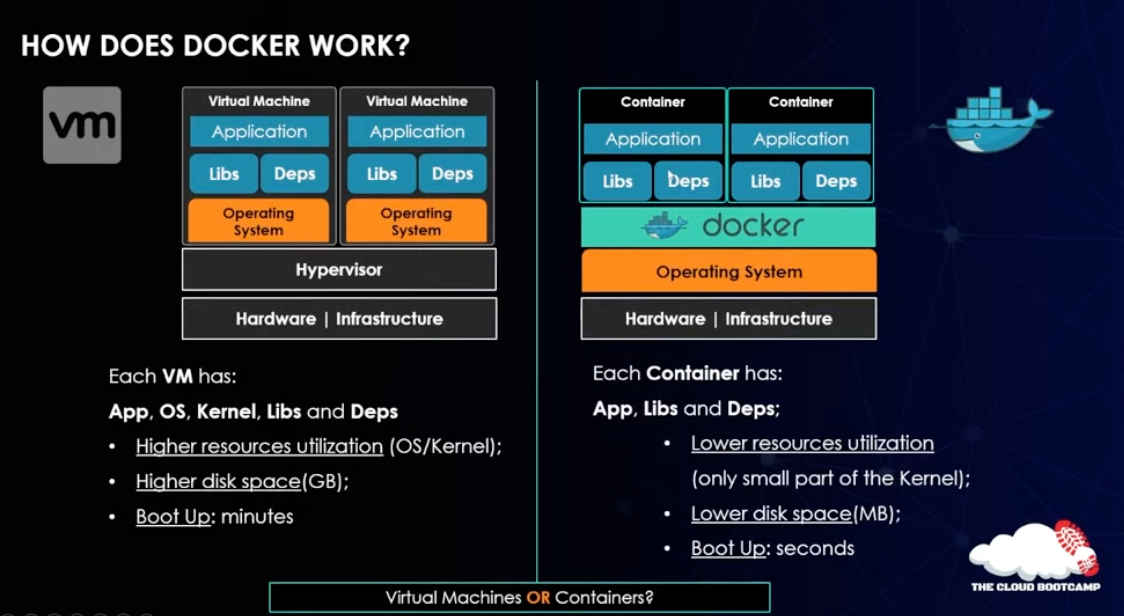 HOW DOES DOCKER WORK?
vm
Virtual Machine
Application
Libs
Deps
Operating
System
Virtual Machine
Application
Libs
Deps
Operating
System
Hypervisor
Hardware | Infrastructure
Each VM has:
App, OS, Kernel, Libs and Deps
• Higher resources utilization (OS/Kernel);
• Higher disk space(GB);
• Boot Up: minutes
Container
Application
Libs
Deps
Container
Application
Libs
Deps
docker
Operating System
Hardware | Infrastructure
Each Container has:
App, Libs and Deps;
• Lower resources utilization
(only small part of the Kernel);
• Lower disk space(MB);
• Boot Up: seconds
THE CLOUD BOOTCAMP
Virtual Machines OR Containers?